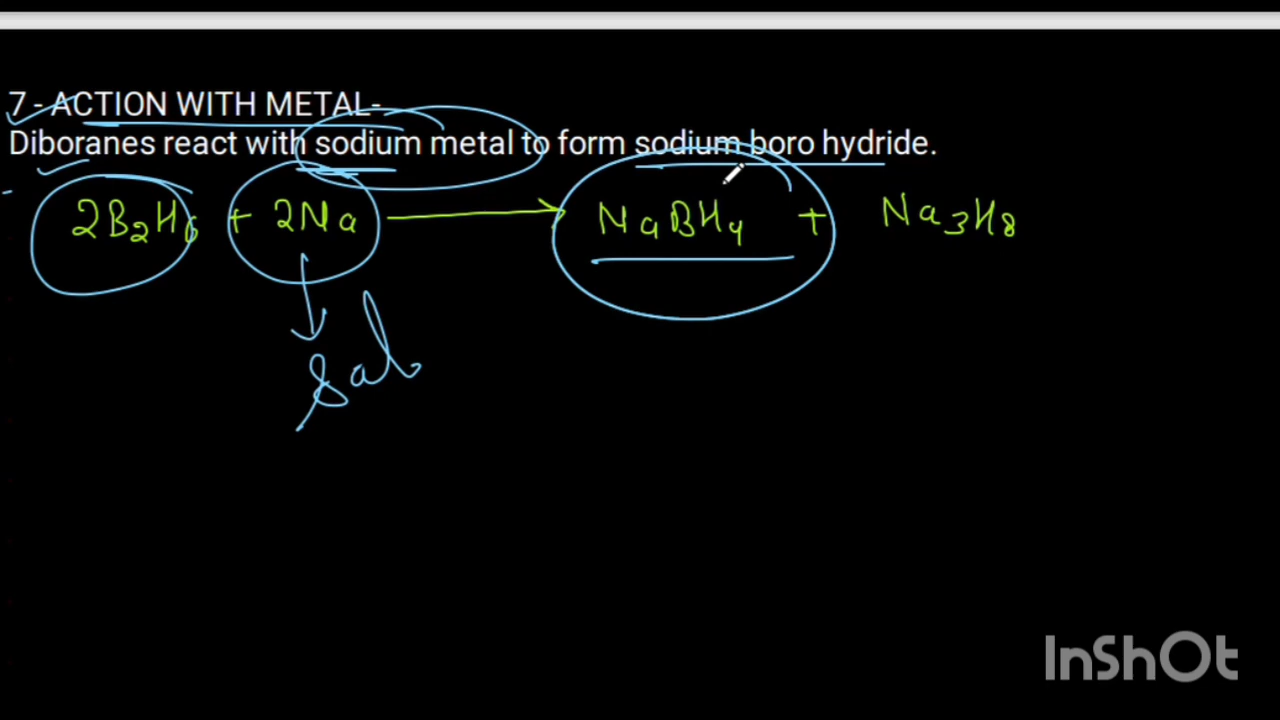 7 - ACTION WITH METAL-
Diboranes react with sodium metal to form sodium boro hydride.
2B2H6 + 2Na ⟶ NaBH4 + Na3H8
InShOt